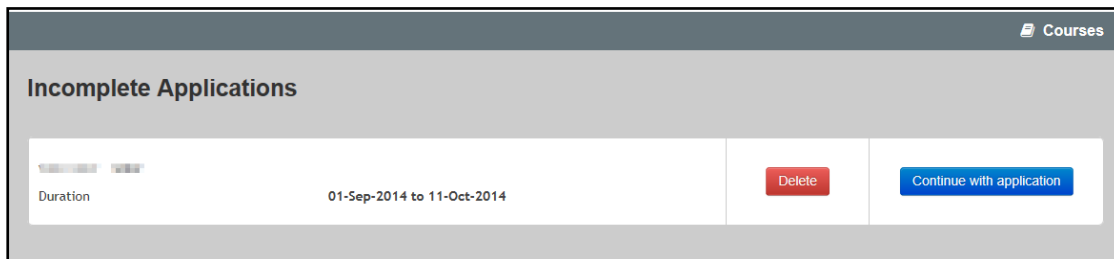 Courses
Incomplete Applications
Duration 01-Sep-2014 to 11-Oct-2014 Delete Continue with application